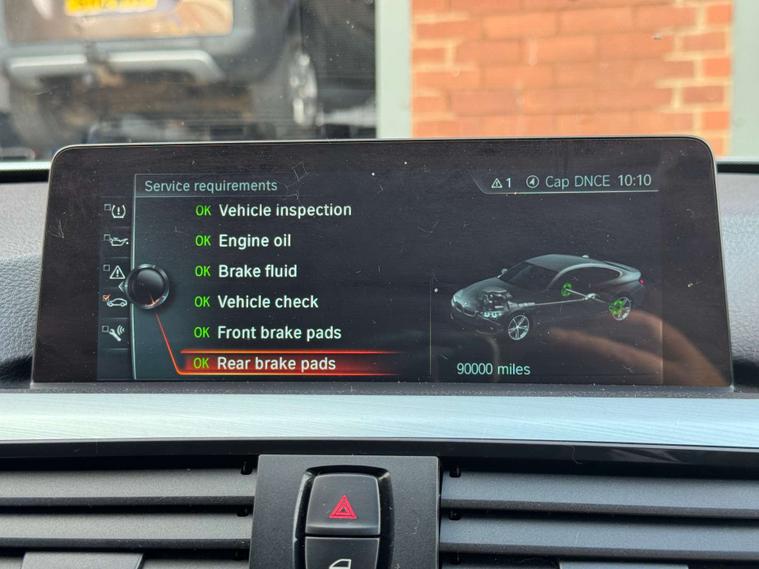 Service requirements
1 Cap DNCE 10:10
OK Vehicle inspection
OK Engine oil
OK Brake fluid
OK Vehicle check
OK Front brake pads
OK Rear brake pads
90000 miles